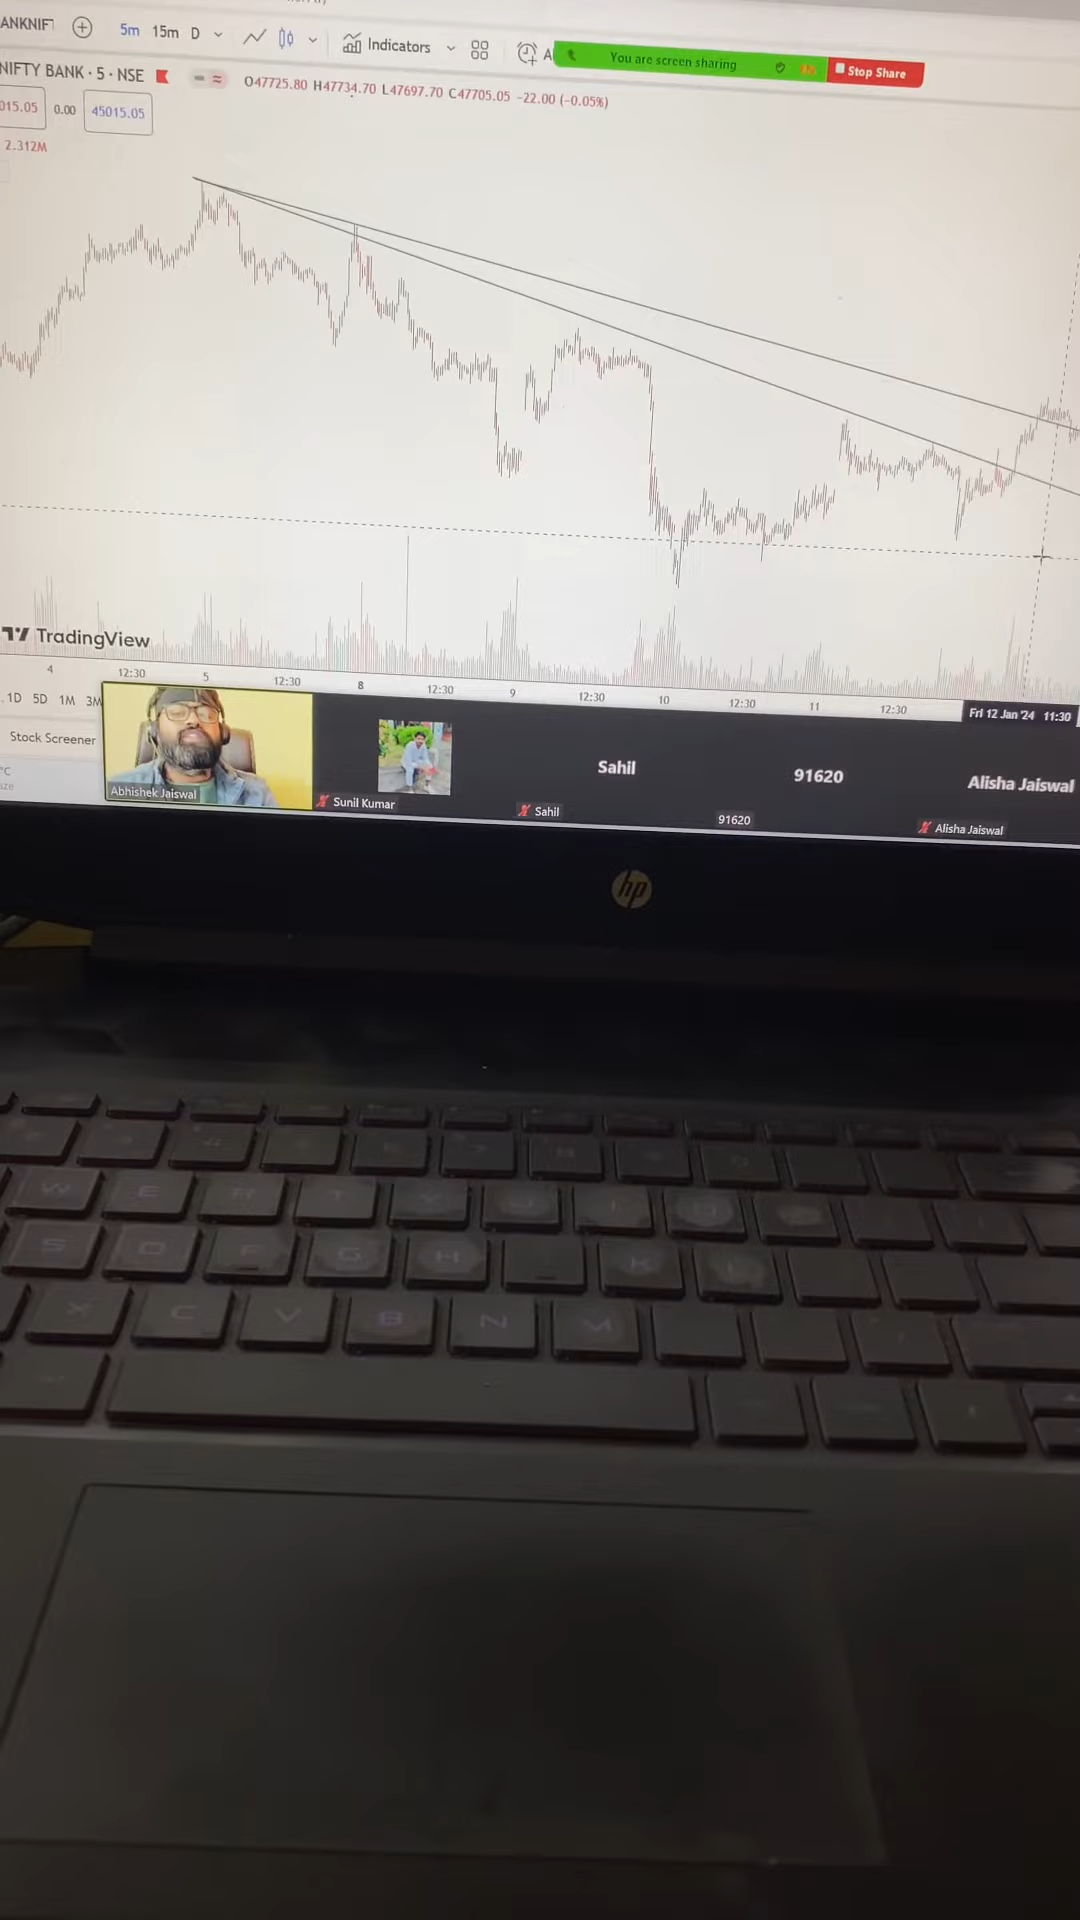 ANKNIF
5m 15m D
Indicators
You are screen sharing
Stop Share
NIFTY BANK · 5 · NSE
O47725.80 H47734.70 L47697.70 C47705.05 −22.00 (−0.05%)
015.05 0.00 45015.05
2.312M
TradingView
4 12:30 5 12:30 8 12:30 9 12:30 10 12:30 11 12:30
Fri 12 Jan '24 11:30
1D 5D 1M 3M
Stock Screener
Abhishek Jaiswal
Sunil Kumar
Sahil
Sahil
91620
91620
Alisha Jaiswal
Alisha Jaiswal
hp
W E
S D F G H K L
X C V B N M